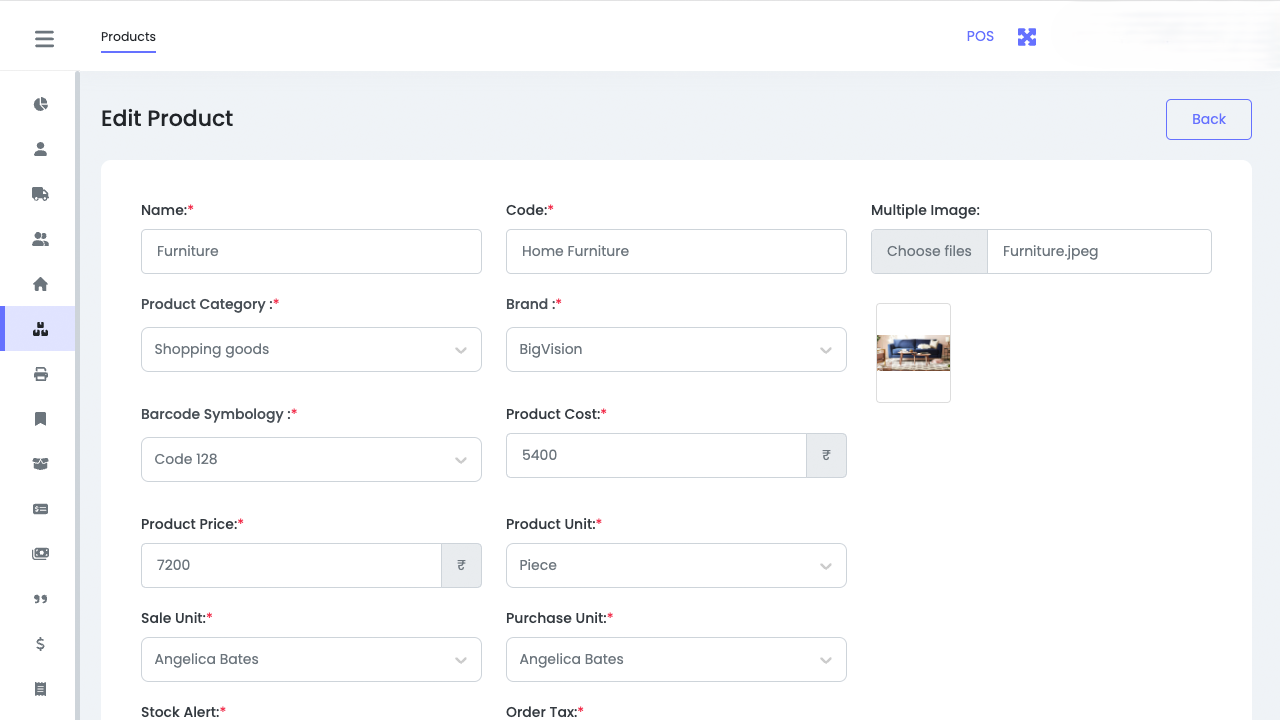 Products
POS
Edit Product
Back
Name:*
Code:*
Multiple Image:
Furniture
Home Furniture
Choose files
Furniture.jpeg
Product Category :*
Brand :*
Shopping goods
BigVision
Barcode Symbology :*
Product Cost:*
Code 128
5400
₹
Product Price:*
Product Unit:*
7200
₹
Piece
Sale Unit:*
Purchase Unit:*
Angelica Bates
Angelica Bates
Stock Alert:*
Order Tax:*